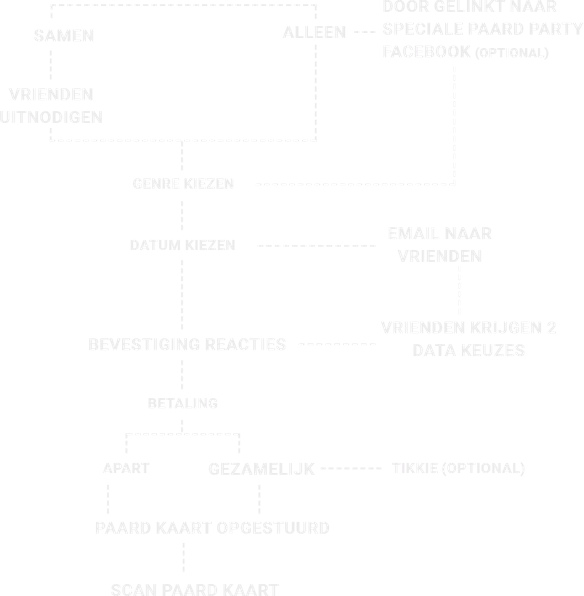 DOOR GELINKT NAAR
SPECIALE PAARD PARTY
FACEBOOK (OPTIONAL)
SAMEN
ALLEEN
VRIENDEN
UITNODIGEN
GENRE KIEZEN
DATUM KIEZEN
EMAIL NAAR
VRIENDEN
VRIENDEN KRIJGEN 2
DATA KEUZES
BEVESTIGING REACTIES
BETALING
APART
GEZAMELIJK
TIKKIE (OPTIONAL)
PAARD KAART OPGESTUURD
SCAN PAARD KAART